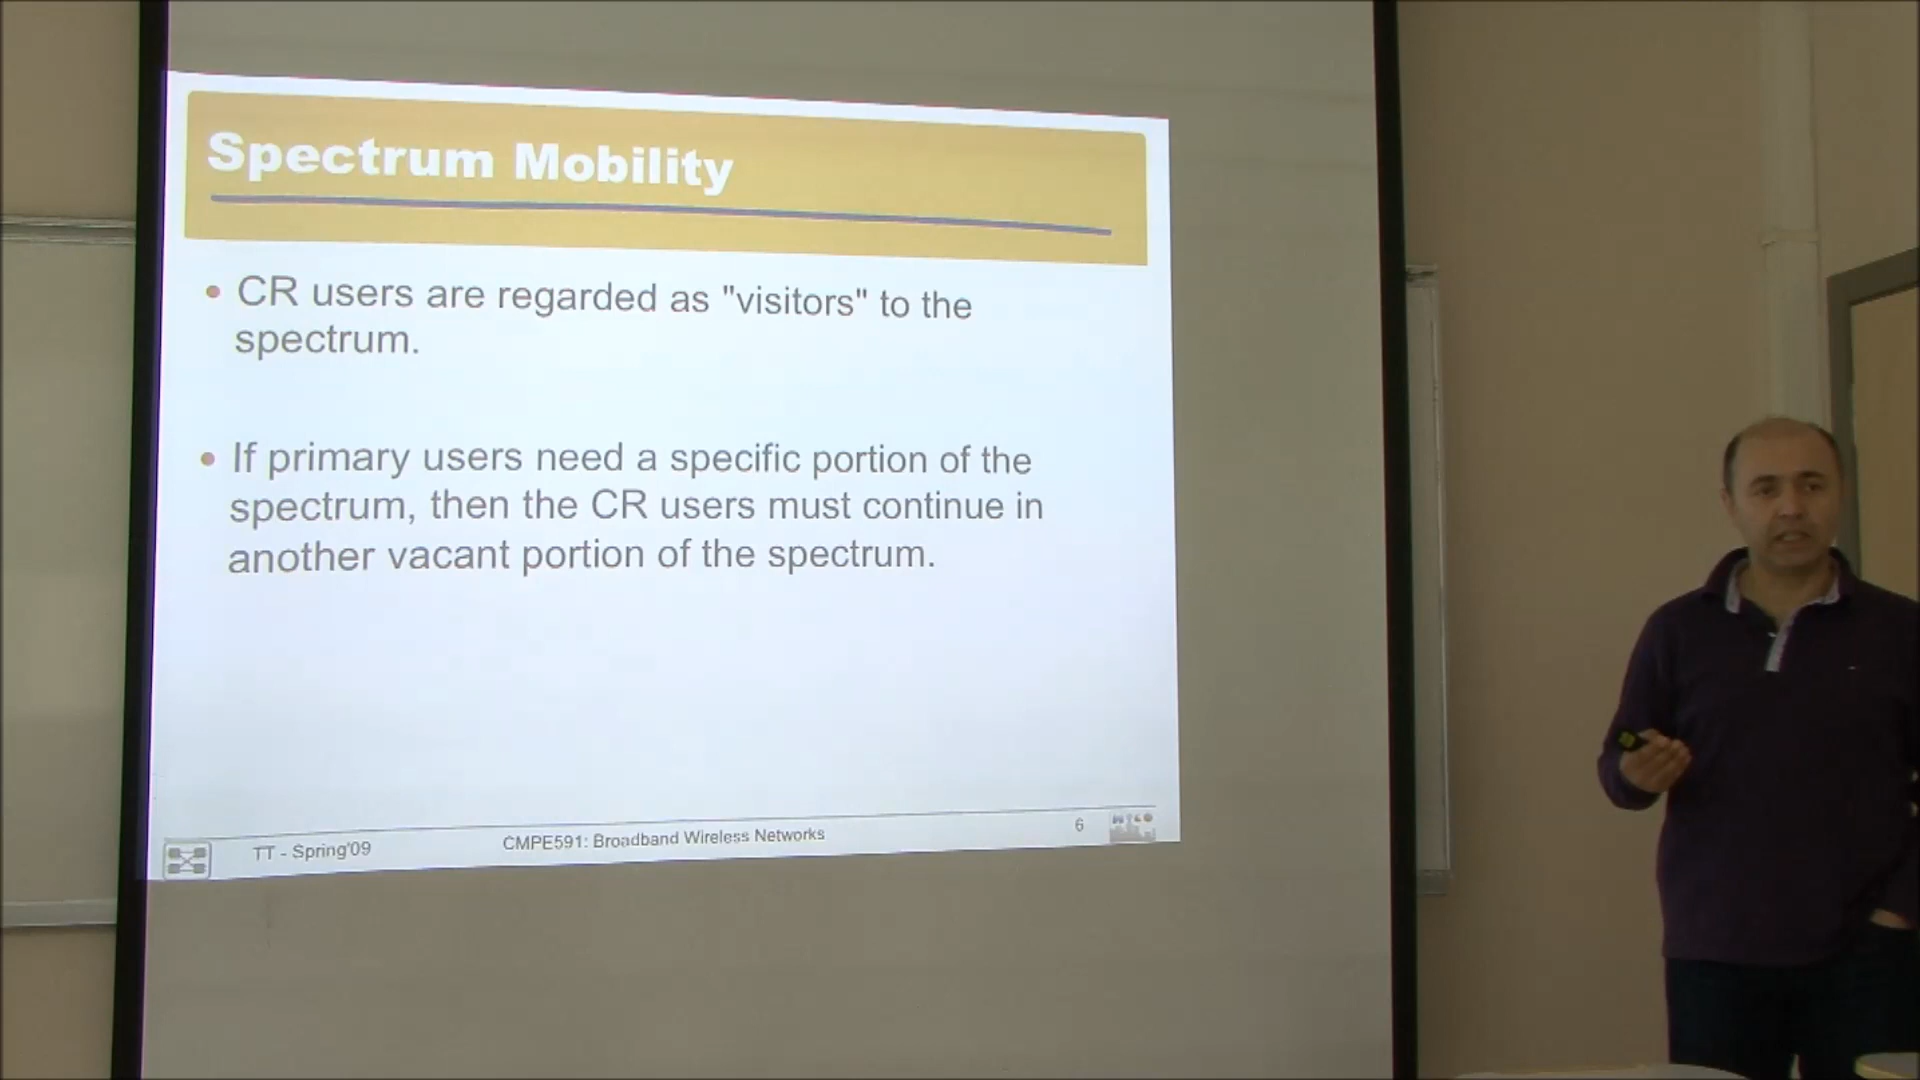 Spectrum Mobility
• CR users are regarded as "visitors" to the
spectrum.
• If primary users need a specific portion of the
spectrum, then the CR users must continue in
another vacant portion of the spectrum.
TT - Spring'09 CMPE591: Broadband Wireless Networks 6